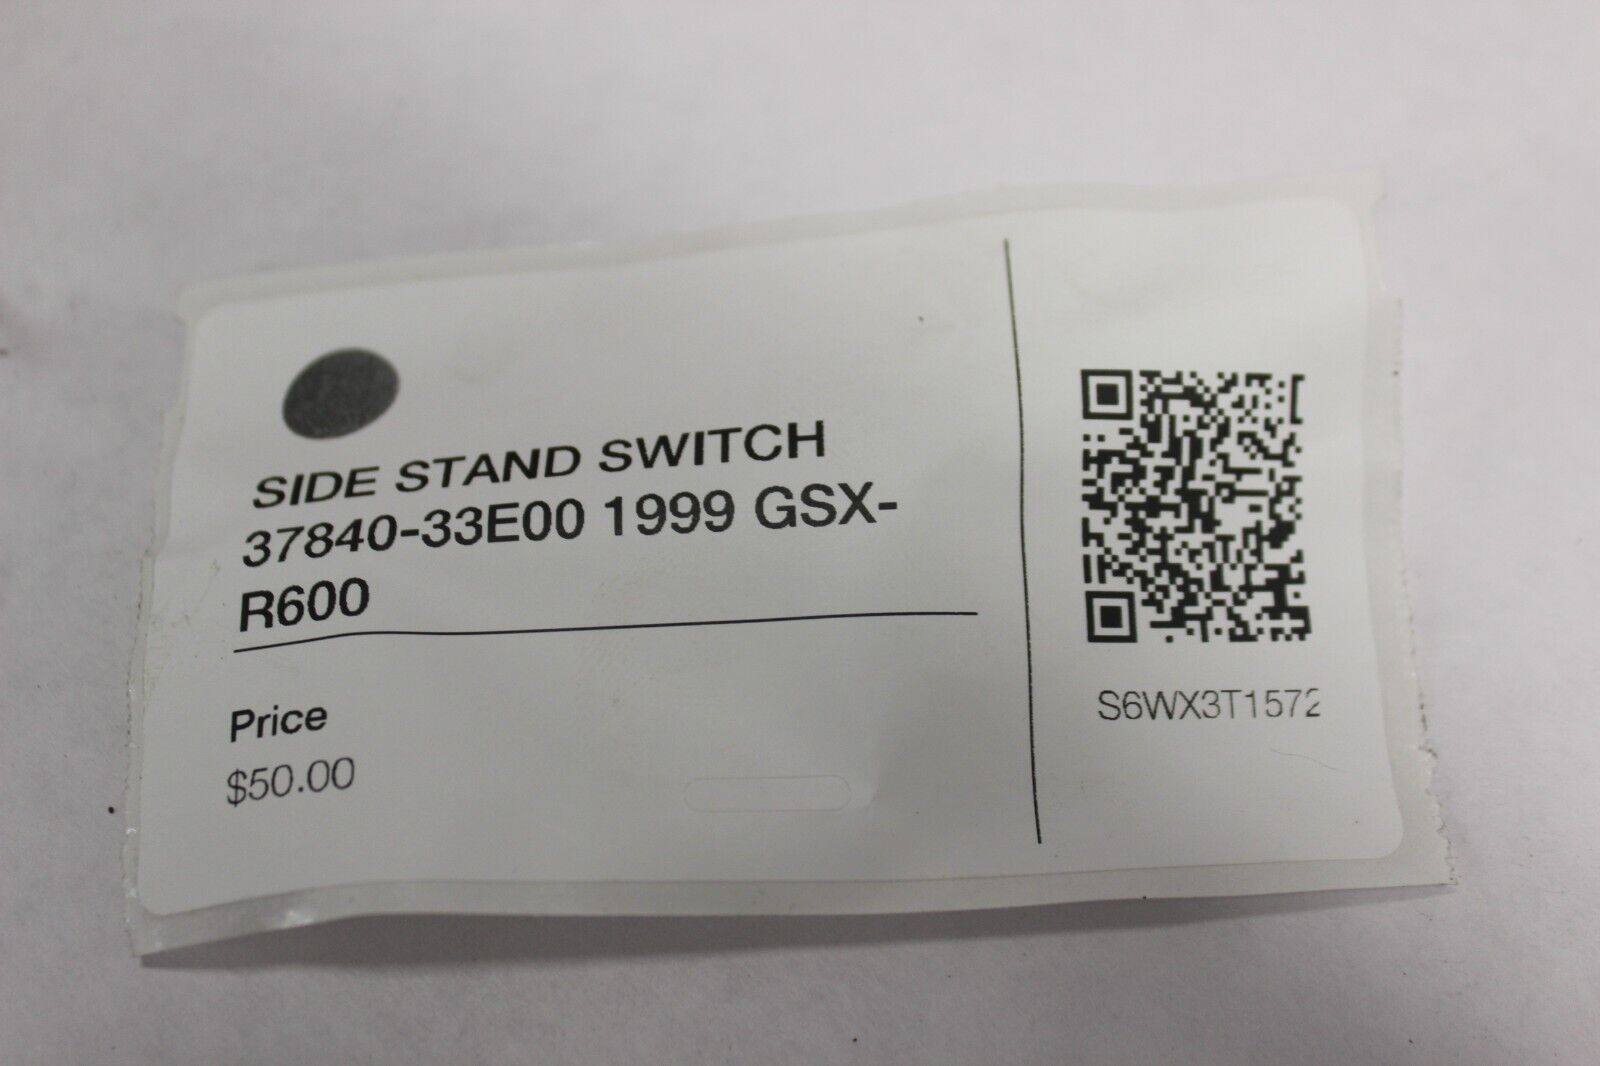 SIDE STAND SWITCH
37840-33E00 1999 GSX-
R600
Price
$50.00
S6WX3T1572